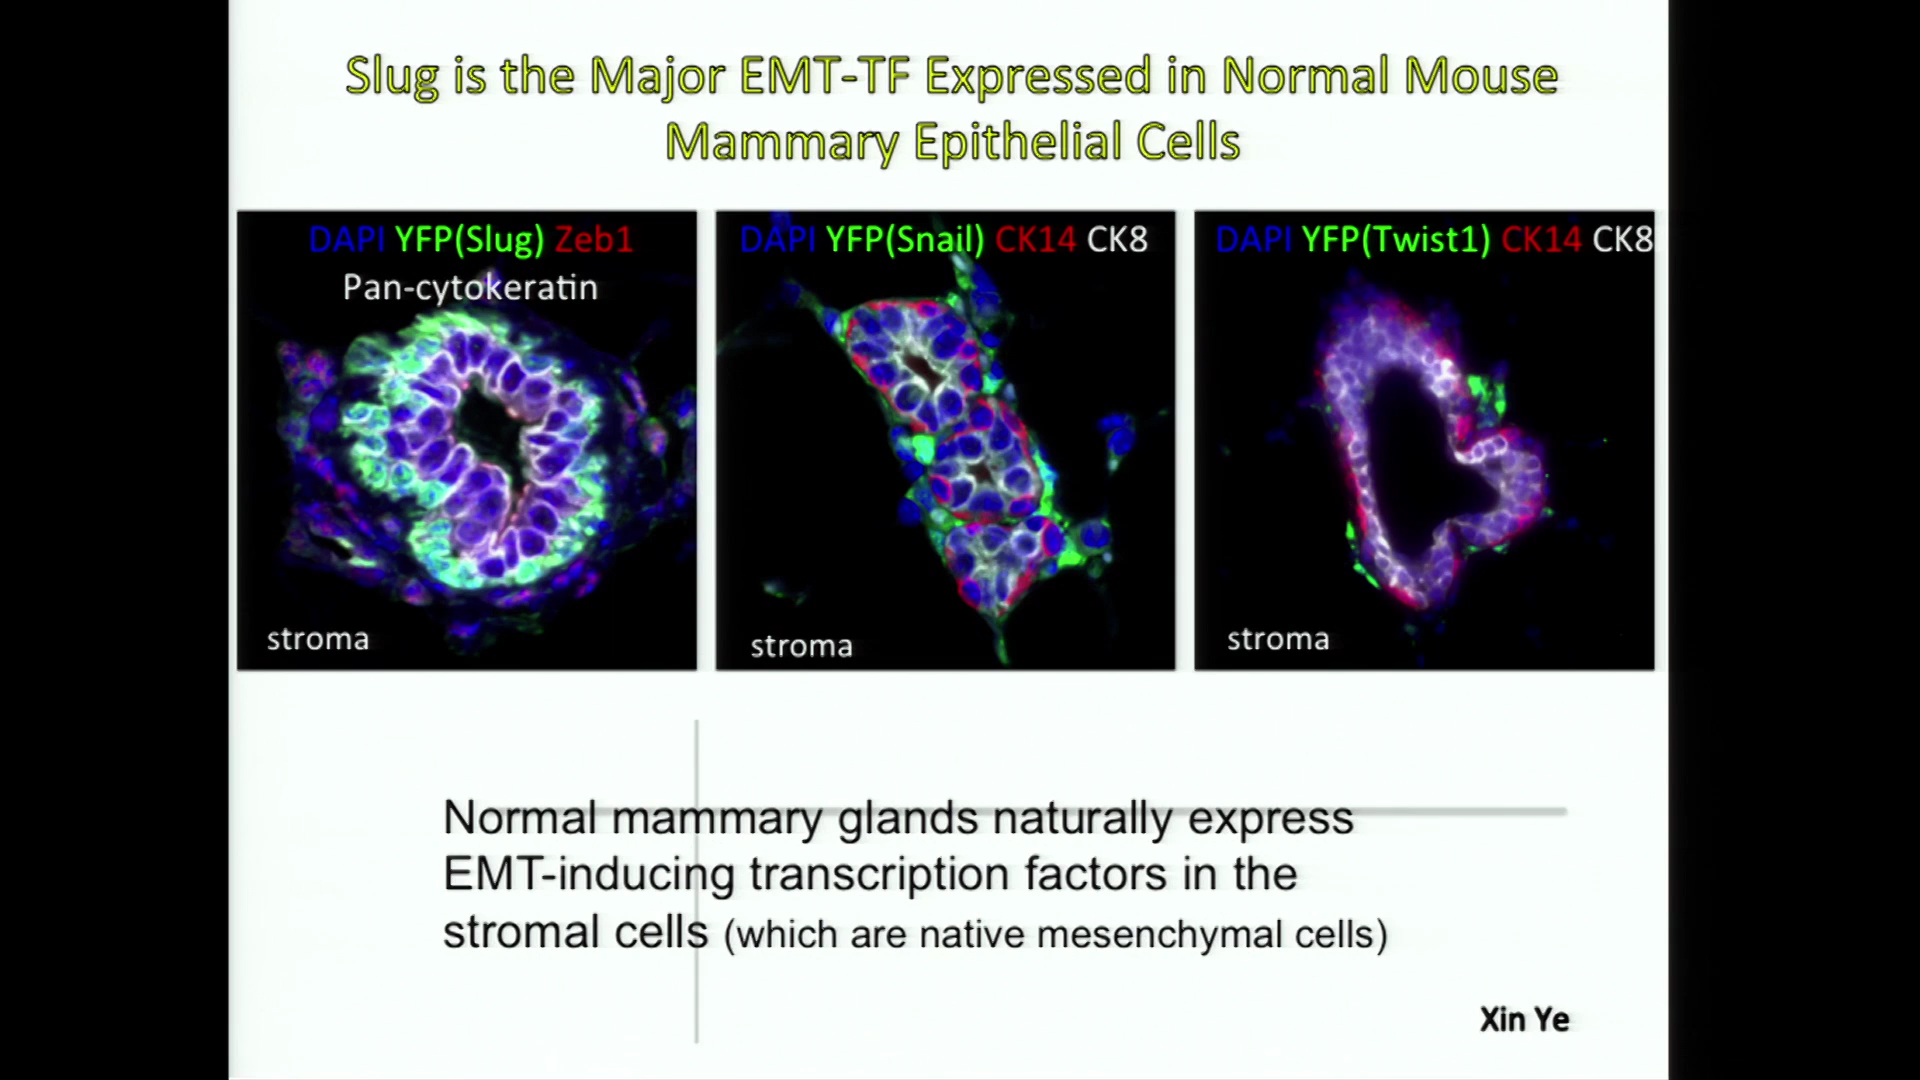 Slug is the Major EMT-TF Expressed in Normal Mouse
Mammary Epithelial Cells
DAPI YFP(Slug) Zeb1
Pan-cytokeratin
stroma
DAPI YFP(Snail) CK14 CK8
stroma
DAPI YFP(Twist1) CK14 CK8
stroma
Normal mammary glands naturally express
EMT-inducing transcription factors in the
stromal cells (which are native mesenchymal cells)
Xin Ye